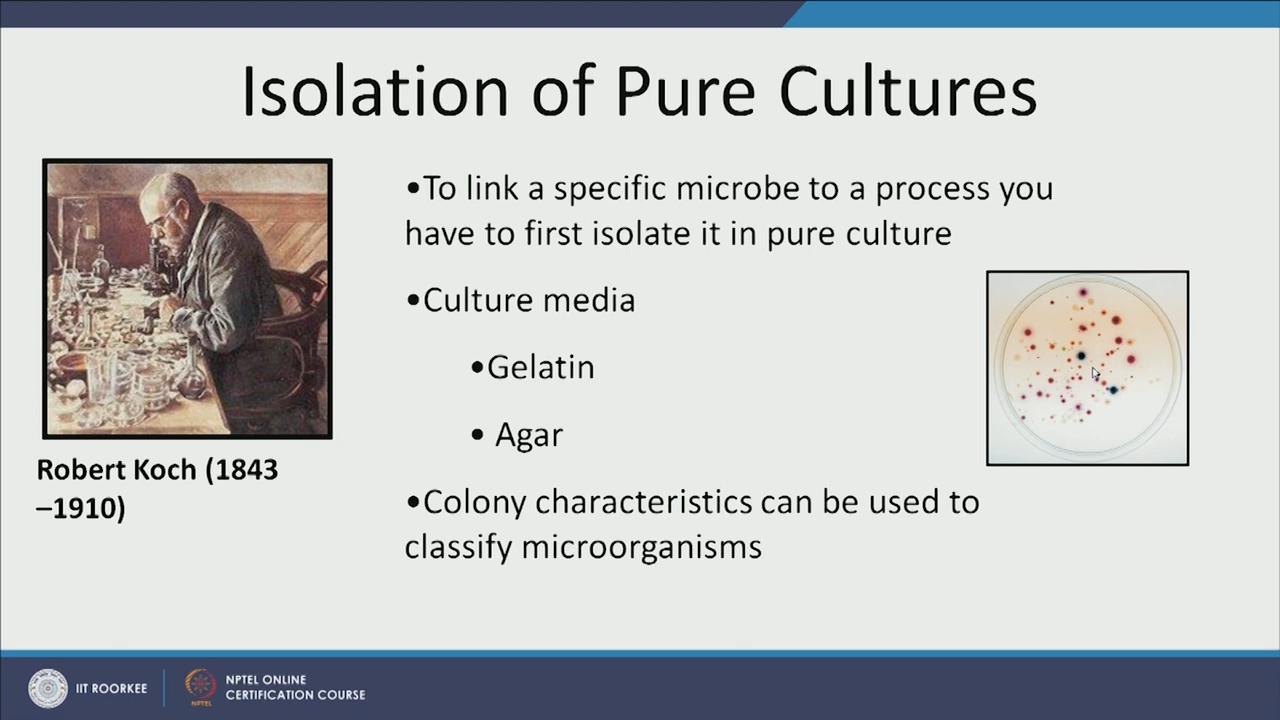 Isolation of Pure Cultures
•To link a specific microbe to a process you
have to first isolate it in pure culture
•Culture media
•Gelatin
• Agar
•Colony characteristics can be used to
classify microorganisms
Robert Koch (1843
–1910)
IIT ROORKEE
NPTEL
NPTEL ONLINE
CERTIFICATION COURSE